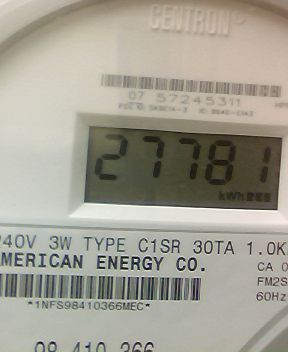 CENTRON®
07 57245311
27781
kWh
240V 3W TYPE C1SR 30TA 1.0K
AMERICAN ENERGY CO.
CA 0
FM2S
60Hz
*1NFS98410366MEC*
98 410 366